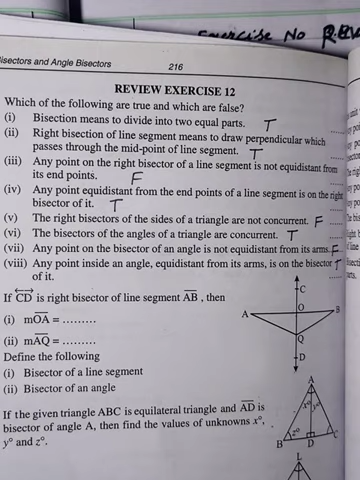 Exercise No REV
isectors and Angle Bisectors
216
REVIEW EXERCISE 12
Which of the following are true and which are false?
(i) Bisection means to divide into two equal parts. T ......
(ii) Right bisection of line segment means to draw perpendicular which
passes through the mid-point of line segment. T ......
(iii) Any point on the right bisector of a line segment is not equidistant from
its end points. F ......
(iv) Any point equidistant from the end points of a line segment is on the right
bisector of it. T ......
(v) The right bisectors of the sides of a triangle are not concurrent. F
(vi) The bisectors of the angles of a triangle are concurrent. T ......
(vii) Any point on the bisector of an angle is not equidistant from its arms. F
(viii) Any point inside an angle, equidistant from its arms, is on the bisector T
of it. ......
If CD is right bisector of line segment AB, then
(i) mOA = .........
(ii) mAQ = .........
C
A O B
Q
D
Define the following
(i) Bisector of a line segment
(ii) Bisector of an angle
If the given triangle ABC is equilateral triangle and AD is
bisector of angle A, then find the values of unknowns x°,
y° and z°.
A
x° y°
z°
B D C
L